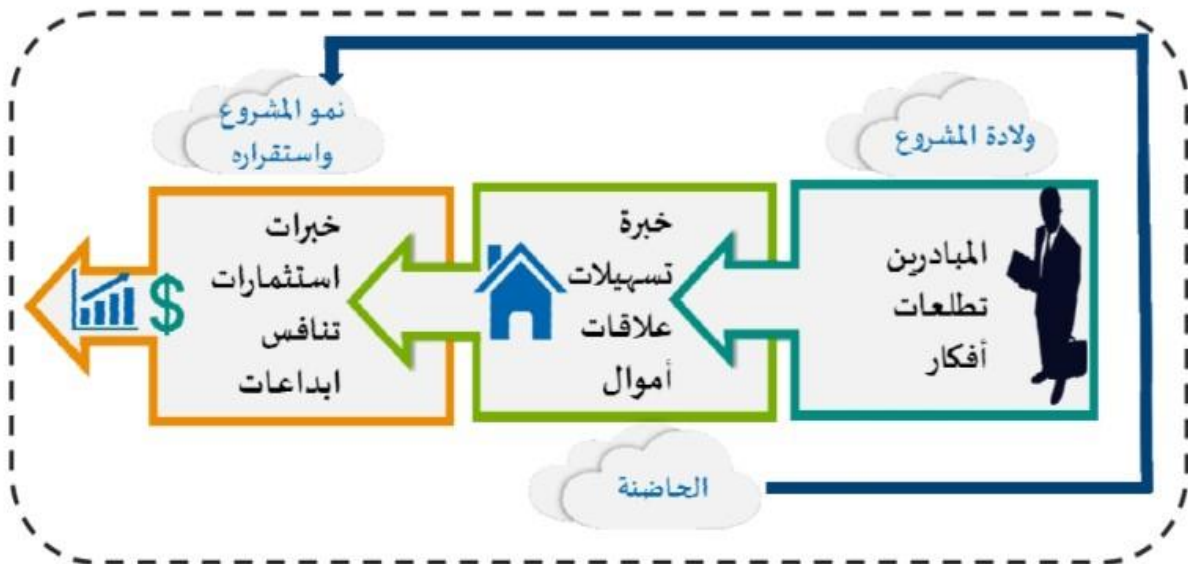 ولادة المشروع
المبادرين
تطلعات
أفكار
خبرة
تسهيلات
علاقات
أموال
الحاضنة
نمو المشروع
واستقراره
خبرات
استثمارات
تنافس
ابداعات
$